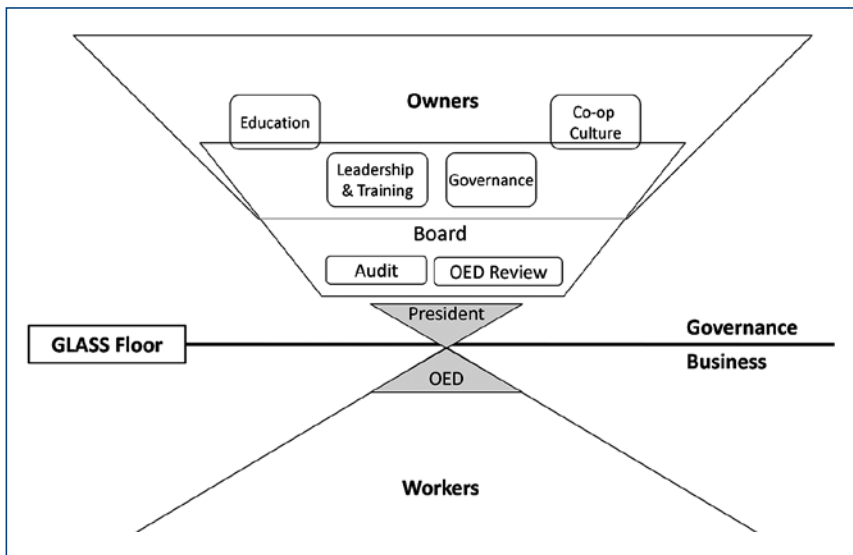 Owners
Education
Co-op
Culture
Leadership
& Training
Governance
Board
Audit
OED Review
President
GLASS Floor
Governance
Business
OED
Workers